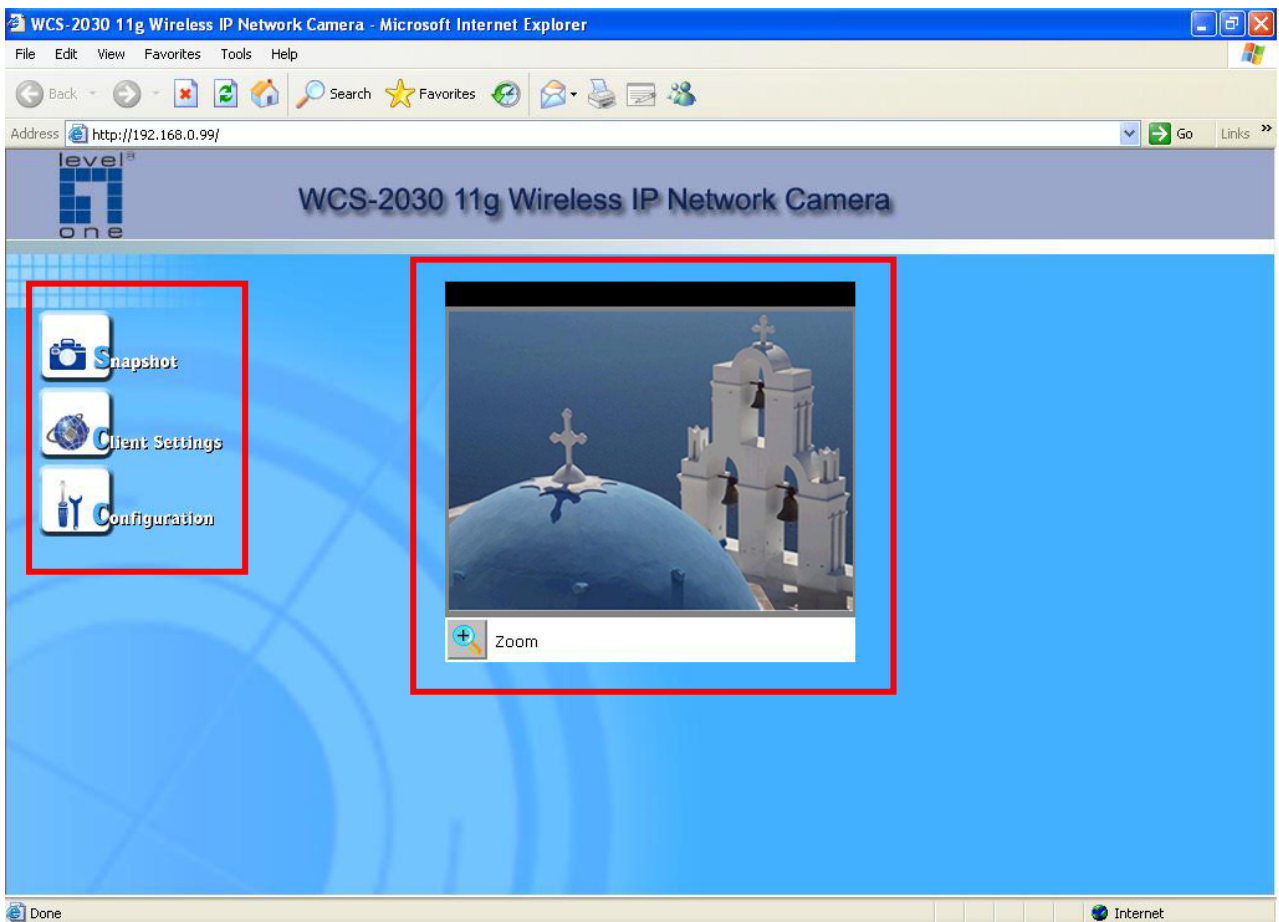 WCS-2030 11g Wireless IP Network Camera - Microsoft Internet Explorer
File Edit View Favorites Tools Help
Back Search Favorites
Address http://192.168.0.99/ Go Links »
level one
WCS-2030 11g Wireless IP Network Camera
Snapshot
Client Settings
Configuration
Zoom
Done Internet